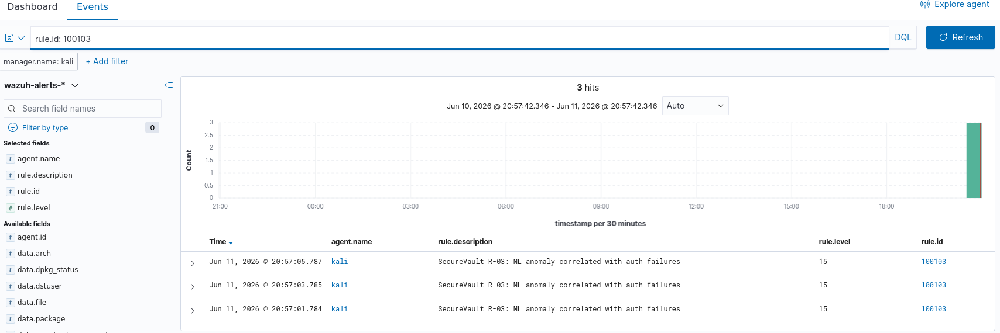 Dashboard Events Explore agent
rule.id: 100103 DQL Refresh
manager.name: kali + Add filter
wazuh-alerts-*
Search field names
Filter by type 0
Selected fields
t agent.name
t rule.description
t rule.id
# rule.level
Available fields
t agent.id
t data.arch
t data.dpkg_status
t data.dstuser
t data.file
t data.package
3 hits
Jun 10, 2026 @ 20:57:42.346 - Jun 11, 2026 @ 20:57:42.346 Auto
3
2.5
2
1.5
1
0.5
0
Count
21:00 00:00 03:00 06:00 09:00 12:00 15:00 18:00
timestamp per 30 minutes
Time agent.name rule.description rule.level rule.id
Jun 11, 2026 @ 20:57:05.787 kali SecureVault R-03: ML anomaly correlated with auth failures 15 100103
Jun 11, 2026 @ 20:57:03.785 kali SecureVault R-03: ML anomaly correlated with auth failures 15 100103
Jun 11, 2026 @ 20:57:01.784 kali SecureVault R-03: ML anomaly correlated with auth failures 15 100103